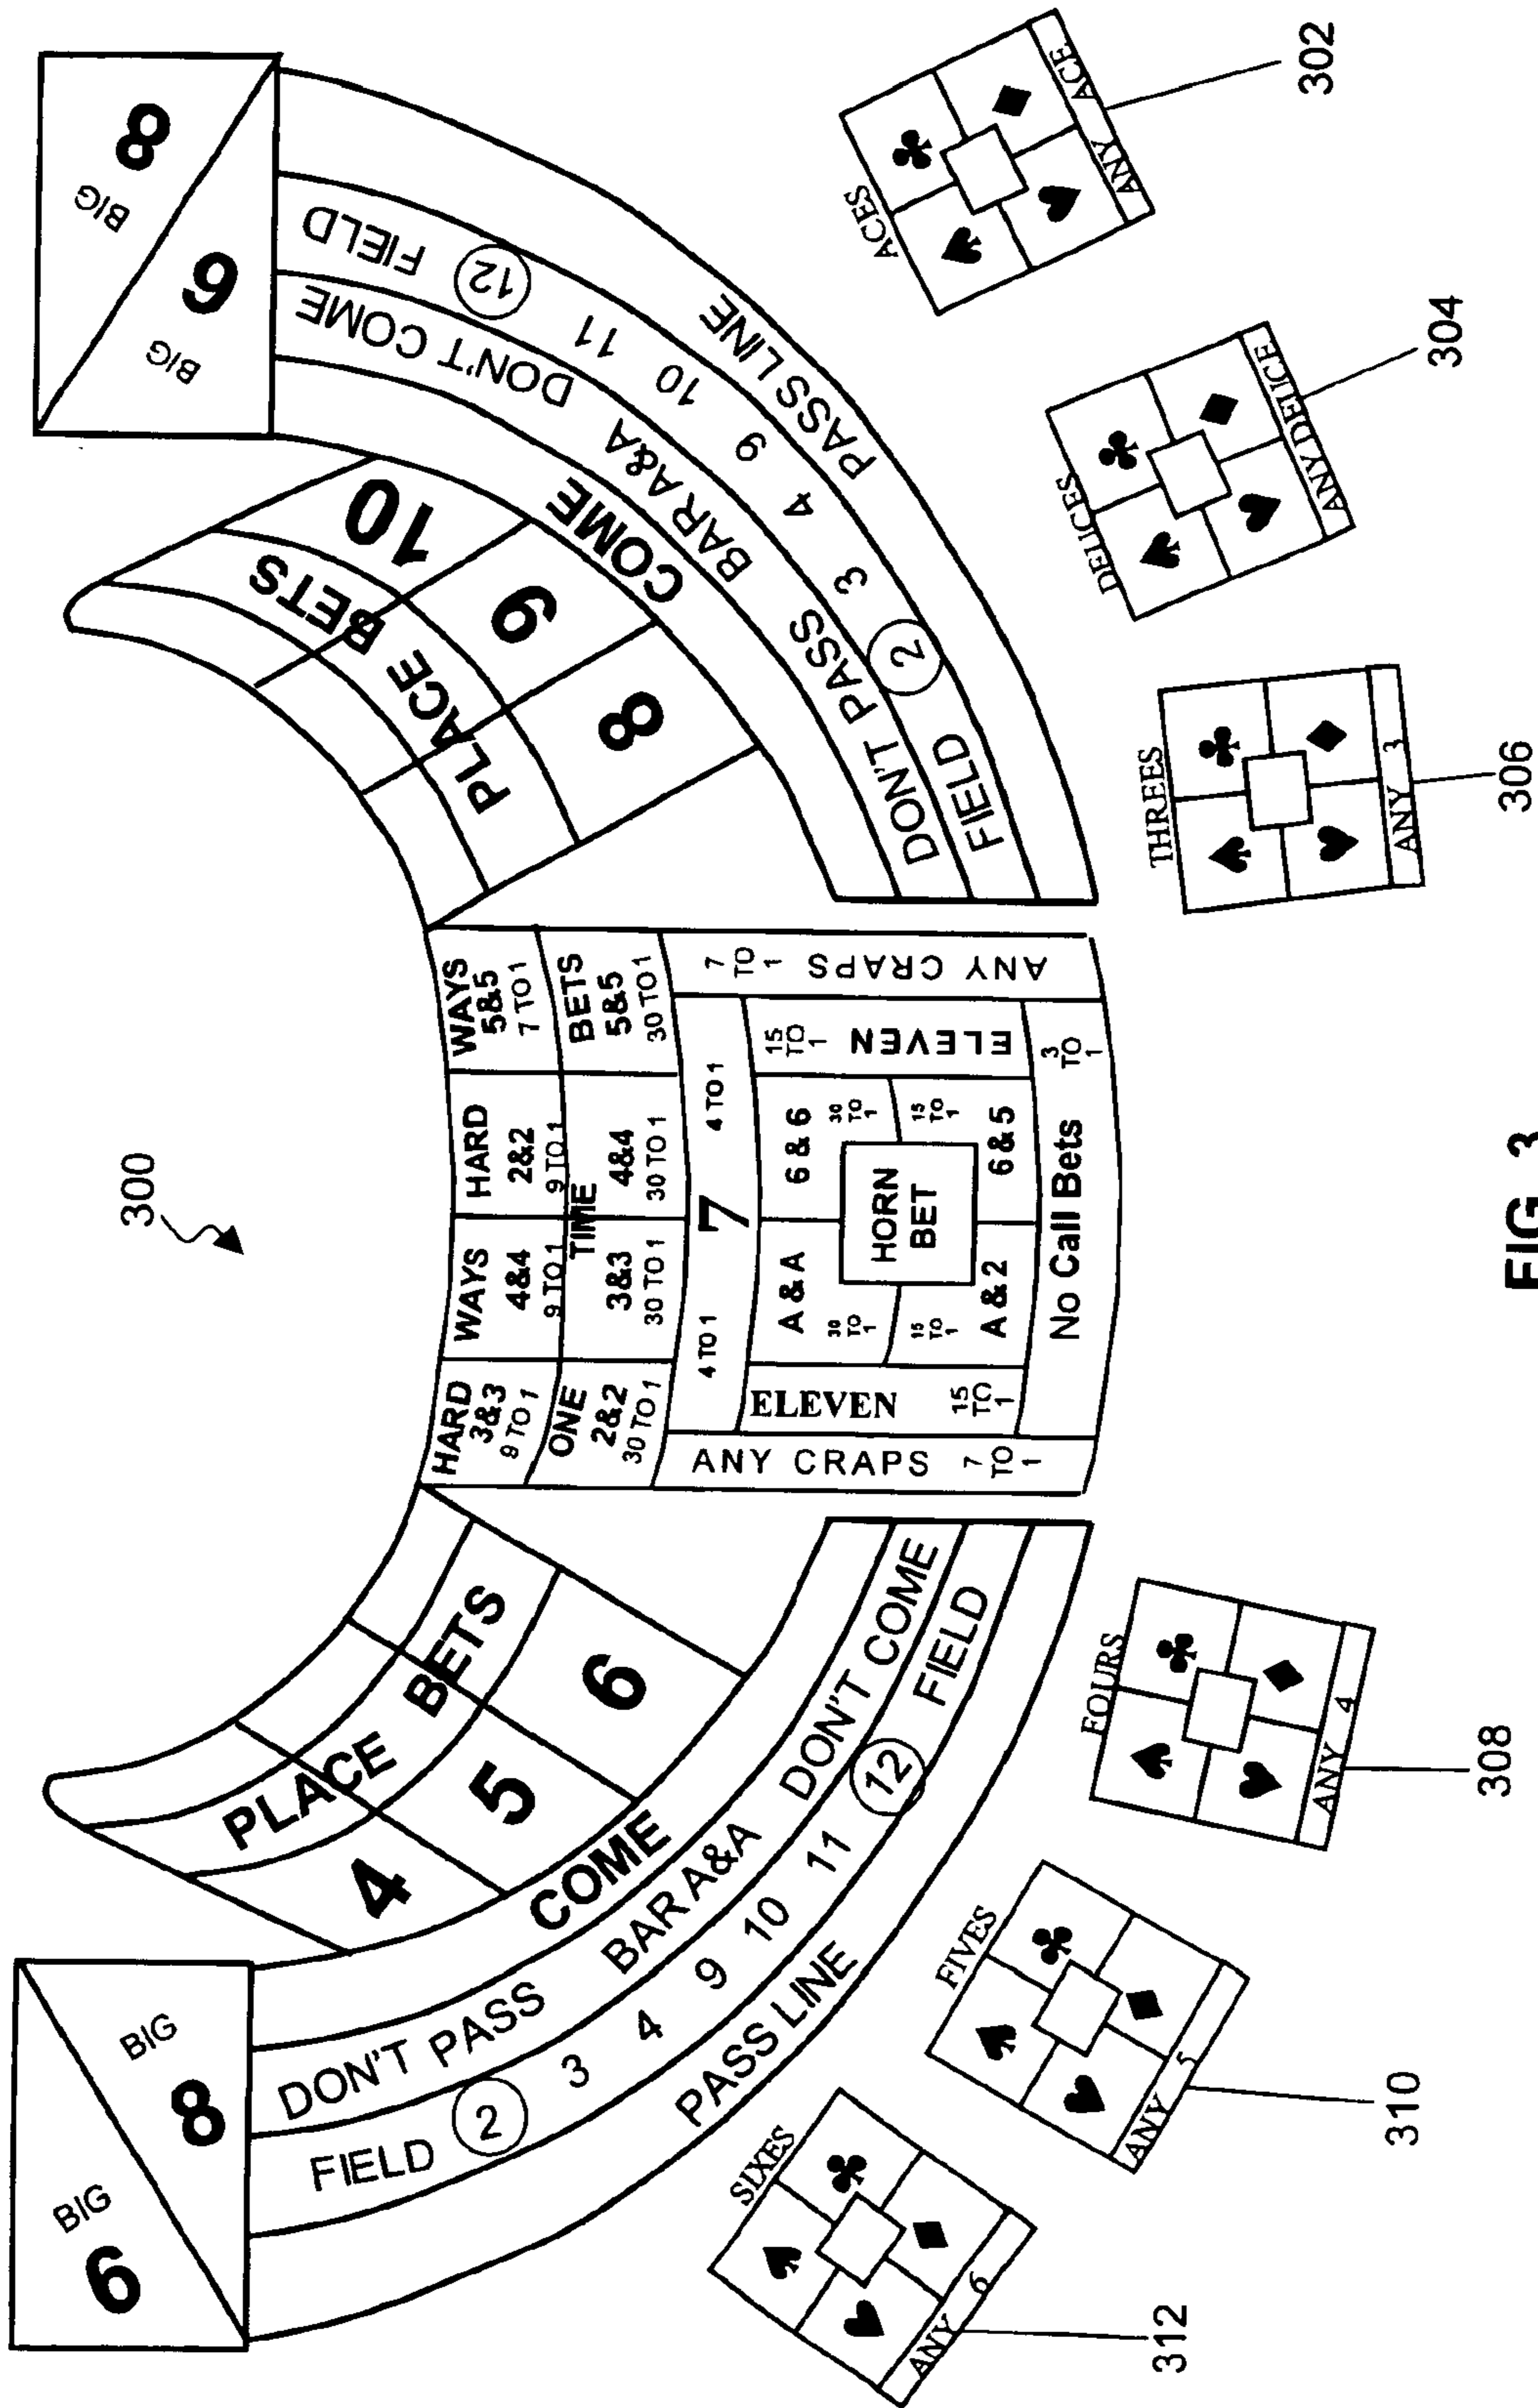 300
BIG
6
BIG
8
PLACE BETS
4
5
6
COME
DON'T PASS BAR A&A DON'T COME
FIELD 2 3 4 9 10 11 12 FIELD
PASS LINE
HARD WAYS HARD WAYS
3&3 4&4 2&2 5&5
9 TO 1 9 TO 1 9 TO 1 7 TO 1
ONE TIME BETS
2&2 3&3 4&4 5&5
30 TO 1 30 TO 1 30 TO 1 30 TO 1
4 TO 1 7 4 TO 1
ANY CRAPS 7 TO 1
ELEVEN 15 TO 1
A & A 6 & 6
30 TO 1 30 TO 1
HORN
BET
15 TO 1 15 TO 1
A & 2 6 & 5
ELEVEN 15 TO 1
ANY CRAPS 7 TO 1
No Call Bets 3 TO 1
PLACE BETS
8
9
10
COME
DON'T PASS BAR A&A DON'T COME
FIELD 2 3 4 9 10 11 12 FIELD
PASS LINE
BIG
6
BIG
8
SIXES
ANY 6
312
FIVES
ANY 5
310
FOURS
ANY 4
308
THREES
ANY 3
306
DEUCES
ANY DEUCE
304
ACES
ANY ACE
302
FIG. 3